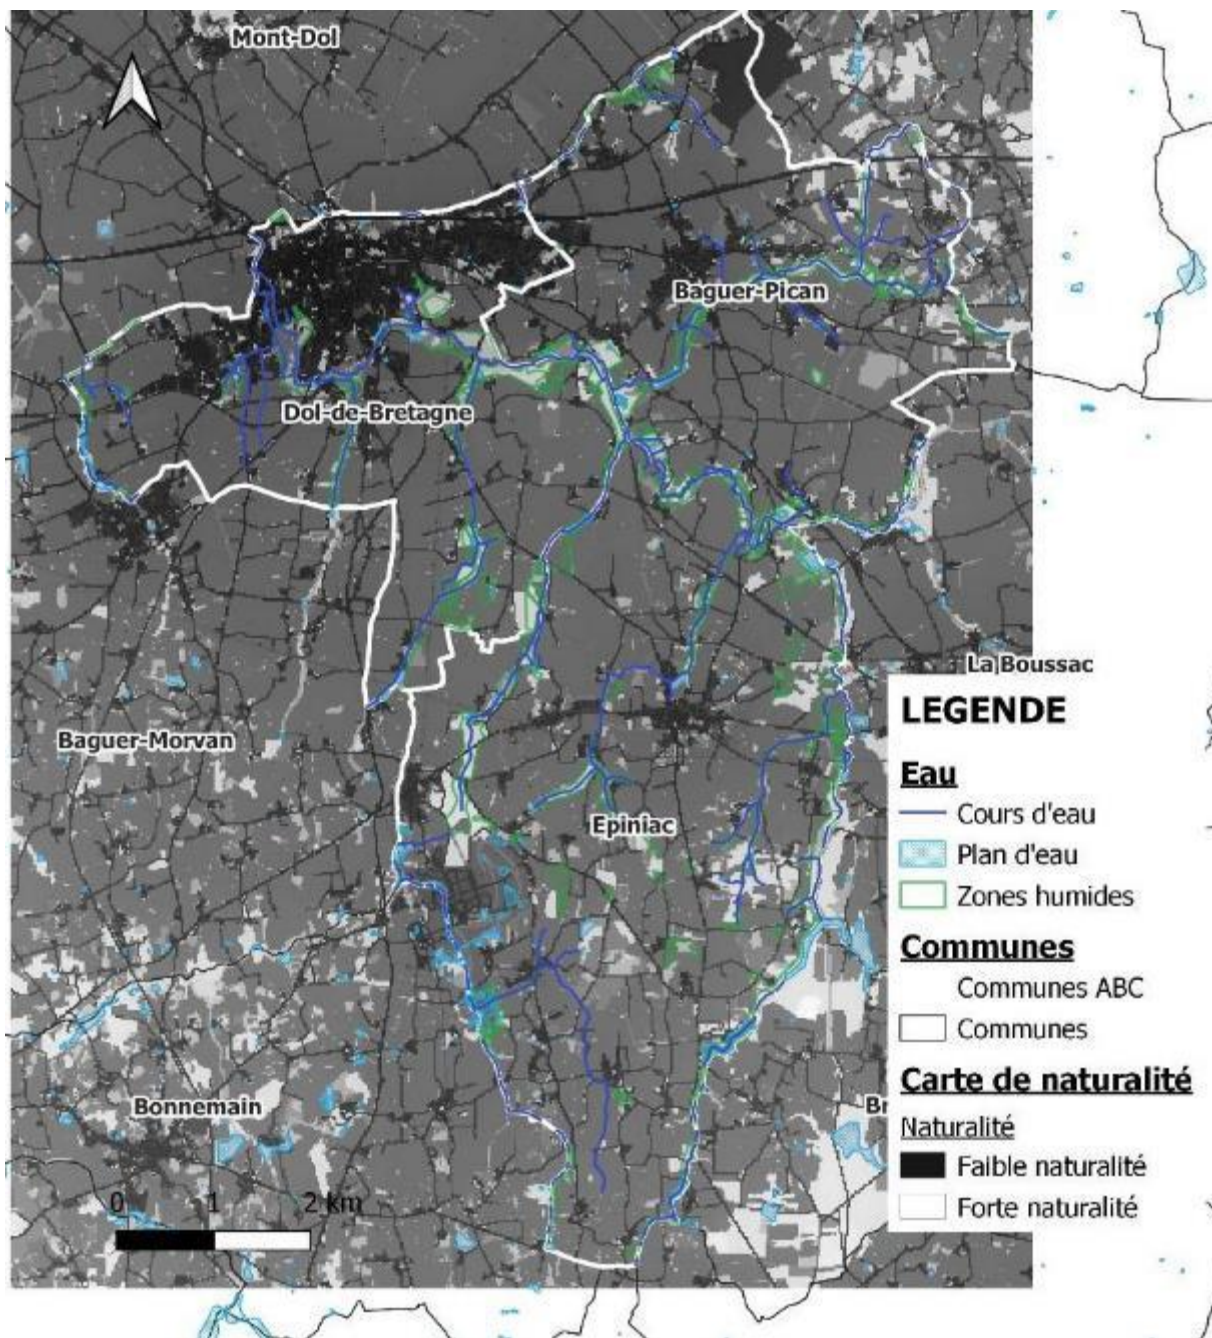 Mont-Dol
Baguer-Pican
Dol-de-Bretagne
La Boussac
Baguer-Morvan
Epiniac
Bonnemain
Br
0 1 2 km
LEGENDE
Eau
Cours d'eau
Plan d'eau
Zones humides
Communes
Communes ABC
Communes
Carte de naturalité
Naturalité
Faible naturalité
Forte naturalité